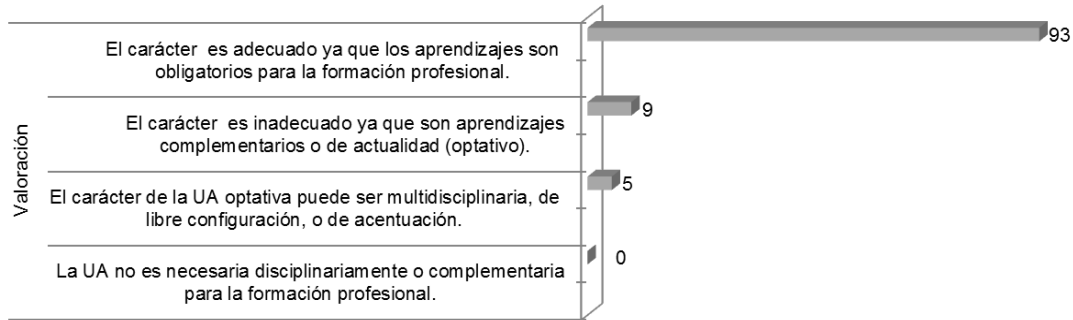 Valoración
El carácter es adecuado ya que los aprendizajes son
obligatorios para la formación profesional.
93
El carácter es inadecuado ya que son aprendizajes
complementarios o de actualidad (optativo).
9
El carácter de la UA optativa puede ser multidisciplinaria, de
libre configuración, o de acentuación.
5
La UA no es necesaria disciplinariamente o complementaria
para la formación profesional.
0